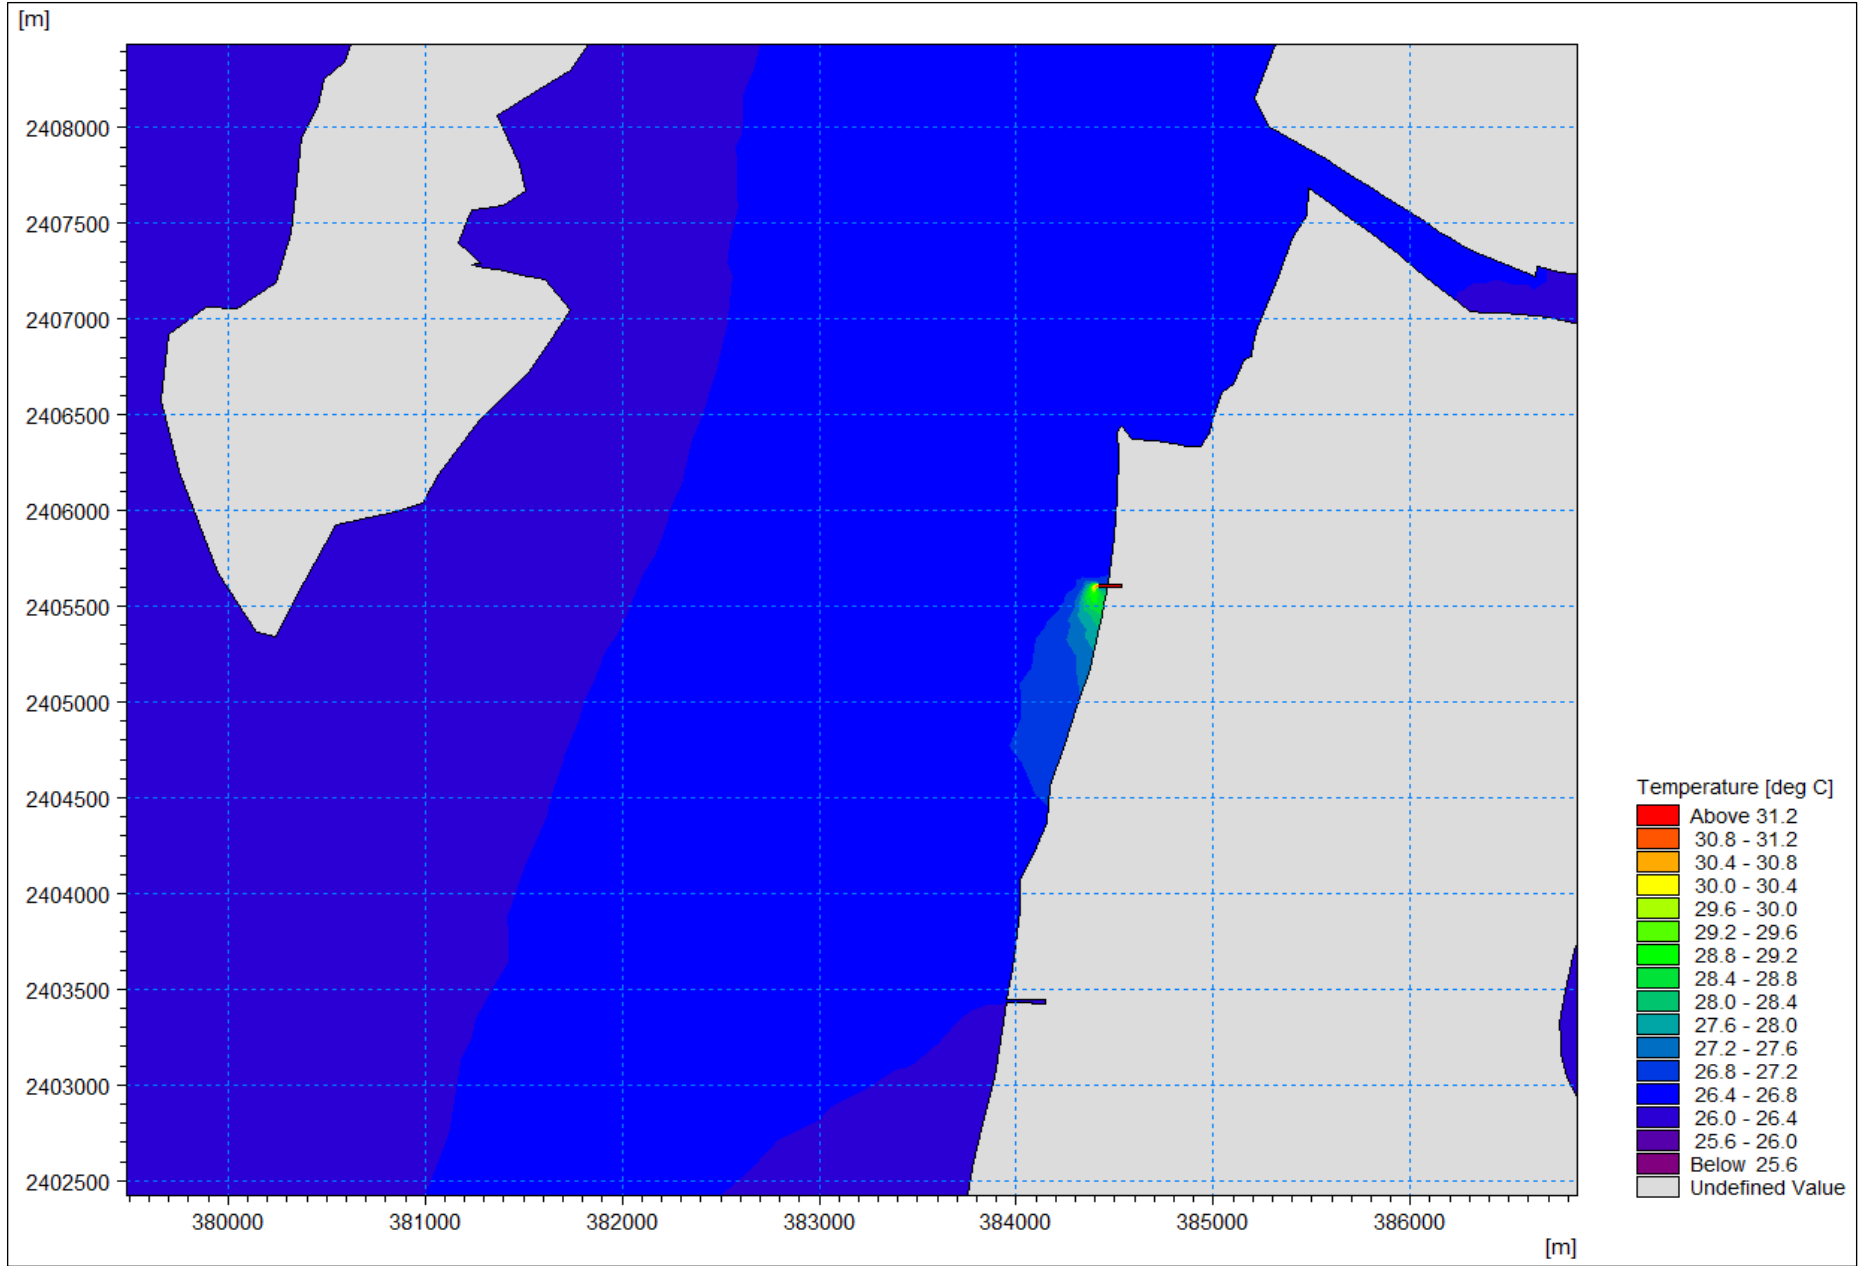 [m]
2408000
2407500
2407000
2406500
2406000
2405500
2405000
2404500
2404000
2403500
2403000
2402500
380000 381000 382000 383000 384000 385000 386000
[m]
Temperature [deg C]
Above 31.2
30.8 - 31.2
30.4 - 30.8
30.0 - 30.4
29.6 - 30.0
29.2 - 29.6
28.8 - 29.2
28.4 - 28.8
28.0 - 28.4
27.6 - 28.0
27.2 - 27.6
26.8 - 27.2
26.4 - 26.8
26.0 - 26.4
25.6 - 26.0
Below 25.6
Undefined Value